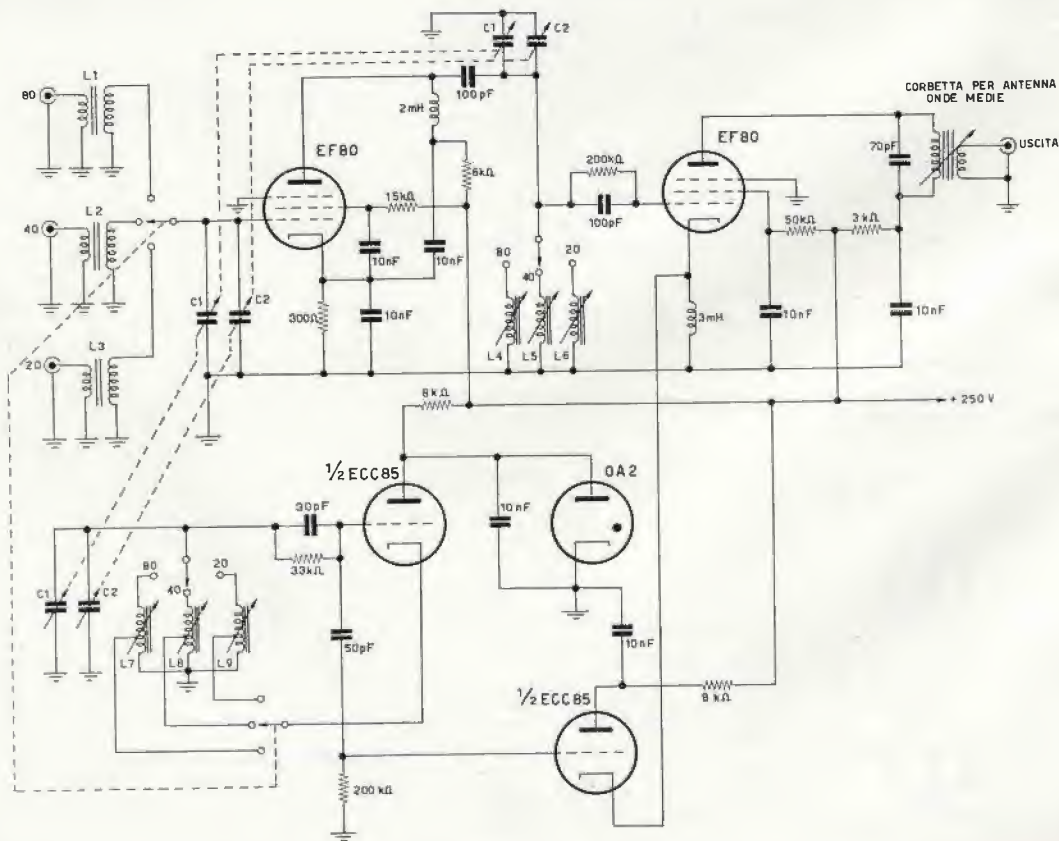 C1
C2
L1
80
100pF
2mH
CORBETTA PER ANTENNA
ONDE MEDIE
EF80
EF80
70pF
USCITA
200kΩ
6kΩ
15kΩ
L2
40
100pF
50kΩ
3kΩ
10nF
10nF
80
20
40
C1
C2
300Ω
10nF
3mH
10nF
10nF
L3
20
L4
L5
L6
8kΩ
+ 250 V
1/2 ECC85
OA2
30pF
10nF
33kΩ
80
20
40
C1
C2
50pF
10nF
L7
L8
L9
1/2 ECC85
8kΩ
200kΩ